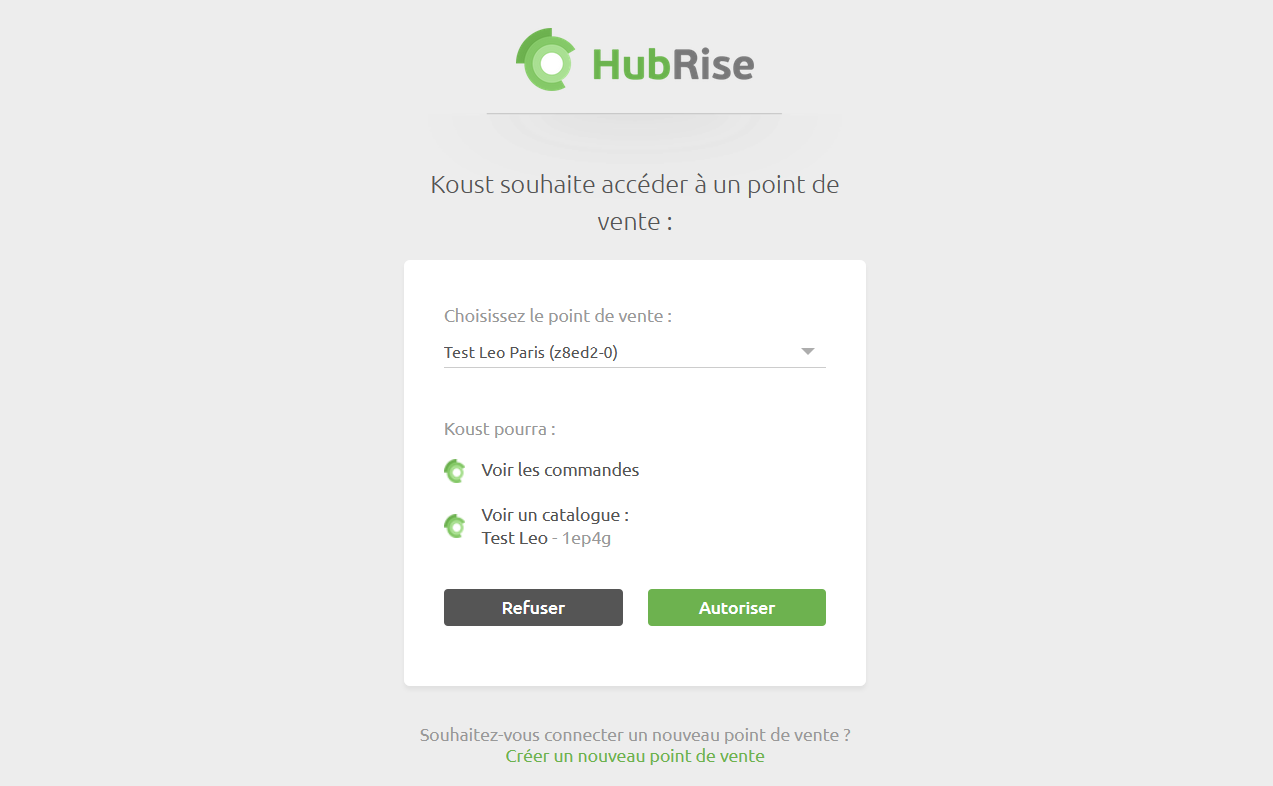 HubRise
Koust souhaite accéder à un point de
vente :
Choisissez le point de vente :
Test Leo Paris (z8ed2-0)
Koust pourra :
Voir les commandes
Voir un catalogue :
Test Leo - 1ep4g
Refuser
Autoriser
Souhaitez-vous connecter un nouveau point de vente ?
Créer un nouveau point de vente